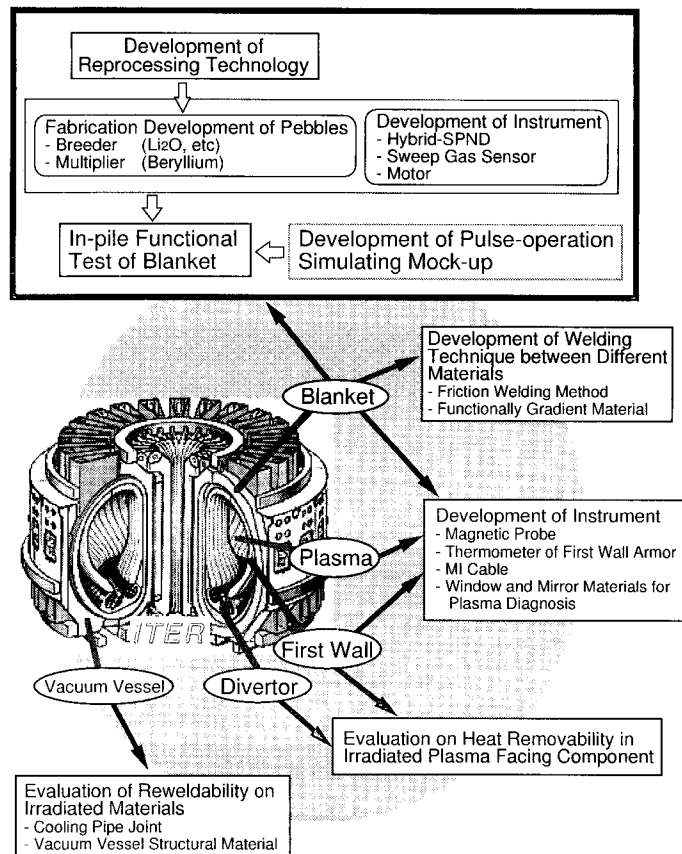 Development of
Reprocessing Technology
Fabrication Development of Pebbles
- Breeder (Li2O, etc)
- Multiplier (Beryllium)
Development of Instrument
- Hybrid-SPND
- Sweep Gas Sensor
- Motor
In-pile Functional
Test of Blanket
Development of Pulse-operation
Simulating Mock-up
Development of Welding
Technique between Different
Materials
- Friction Welding Method
- Functionally Gradient Material
Blanket
Development of Instrument
- Magnetic Probe
- Thermometer of First Wall Armor
- MI Cable
- Window and Mirror Materials for
Plasma Diagnosis
Plasma
ITER
First Wall
Vacuum Vessel
Divertor
Evaluation on Heat Removability in
Irradiated Plasma Facing Component
Evaluation of Reweldability on
Irradiated Materials
- Cooling Pipe Joint
- Vacuum Vessel Structural Material